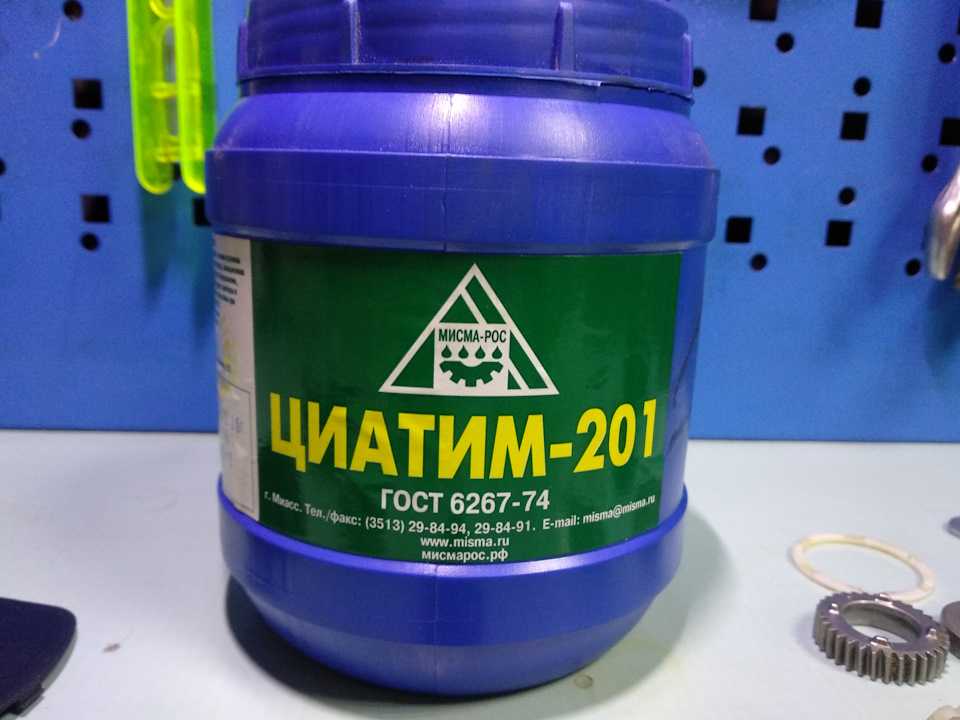 МИСМА-РОС
ЦИАТИМ-201
ГОСТ 6267-74
г. Миасс. Тел./факс: (3513) 29-84-94, 29-84-91. E-mail: misma@misma.ru
www.misma.ru
мисмарос.рф